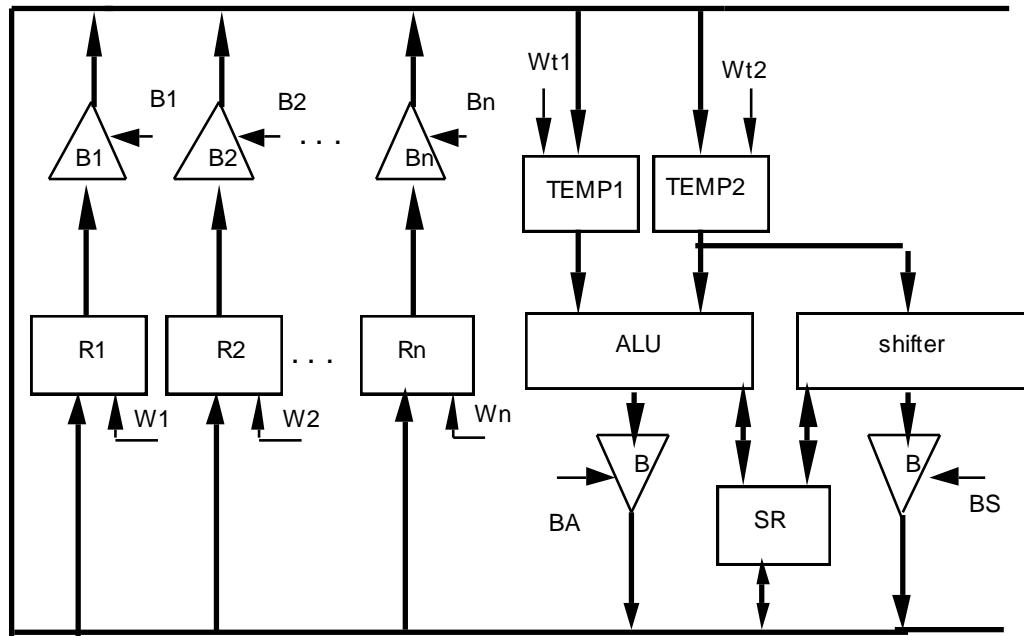 Wt1
Wt2
B1
B2
Bn
. . .
B1
B2
Bn
TEMP1
TEMP2
R1
R2
. . .
Rn
ALU
shifter
W1
W2
Wn
B
B
BA
SR
BS